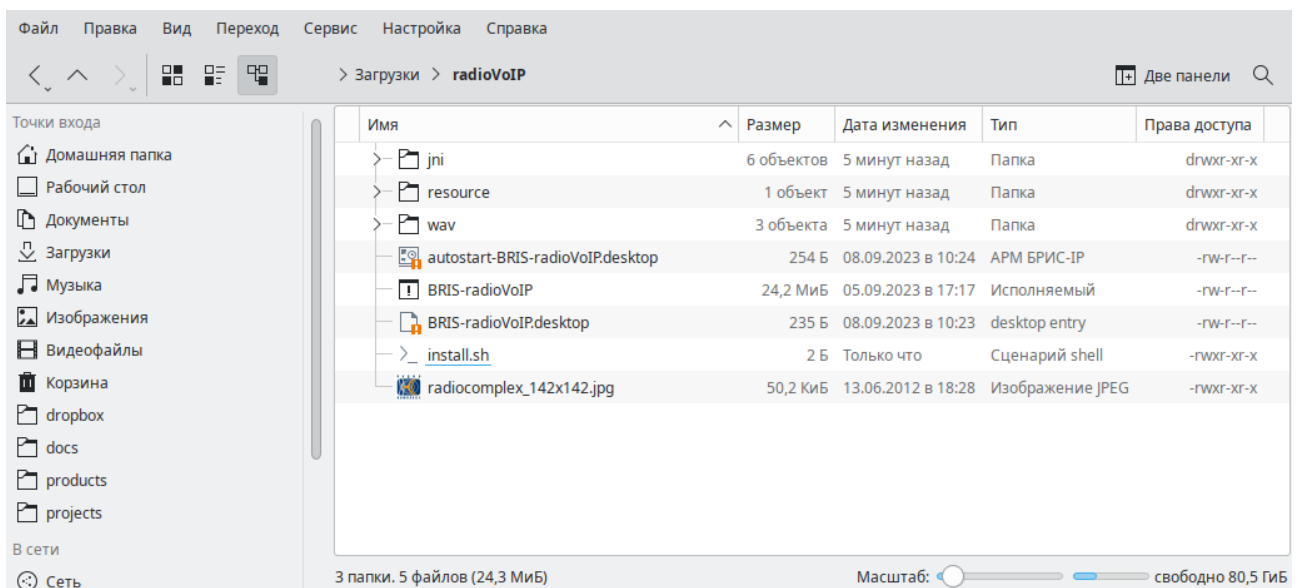 Файл Правка Вид Переход Сервис Настройка Справка
Загрузки radioVoIP Две панели
Точки входа
Домашняя папка
Рабочий стол
Документы
Загрузки
Музыка
Изображения
Видеофайлы
Корзина
dropbox
docs
products
projects
В сети
Сеть
Имя Размер Дата изменения Тип Права доступа
jni 6 объектов 5 минут назад Папка drwxr-xr-x
resource 1 объект 5 минут назад Папка drwxr-xr-x
wav 3 объекта 5 минут назад Папка drwxr-xr-x
autostart-BRIS-radioVoIP.desktop 254 Б 08.09.2023 в 10:24 АРМ БРИС-IP -rw-r--r--
BRIS-radioVoIP 24,2 МиБ 05.09.2023 в 17:17 Исполняемый -rw-r--r--
BRIS-radioVoIP.desktop 235 Б 08.09.2023 в 10:23 desktop entry -rw-r--r--
install.sh 2 Б Только что Сценарий shell -rwxr-xr-x
radiocomplex_142x142.jpg 50,2 КиБ 13.06.2012 в 18:28 Изображение JPEG -rwxr-xr-x
3 папки. 5 файлов (24,3 МиБ) Масштаб: свободно 80,5 ГиБ